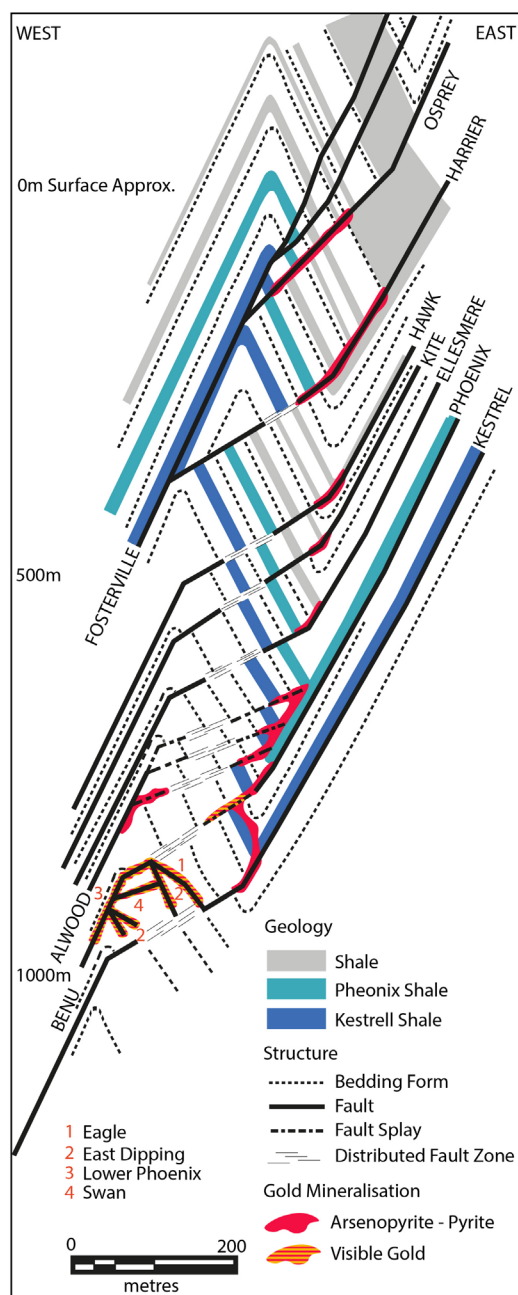 WEST
EAST
OSPREY
HARRIER
0m Surface Approx.
HAWK
KITE
ELLESMERE
PHOENIX
KESTREL
500m
FOSTERVILLE
1
3
4
2
2
ALWOOD
1000m
BENU
Geology
Shale
Pheonix Shale
Kestrell Shale
Structure
Bedding Form
Fault
Fault Splay
Distributed Fault Zone
1 Eagle
2 East Dipping
3 Lower Phoenix
4 Swan
Gold Mineralisation
Arsenopyrite - Pyrite
Visible Gold
0 200
metres